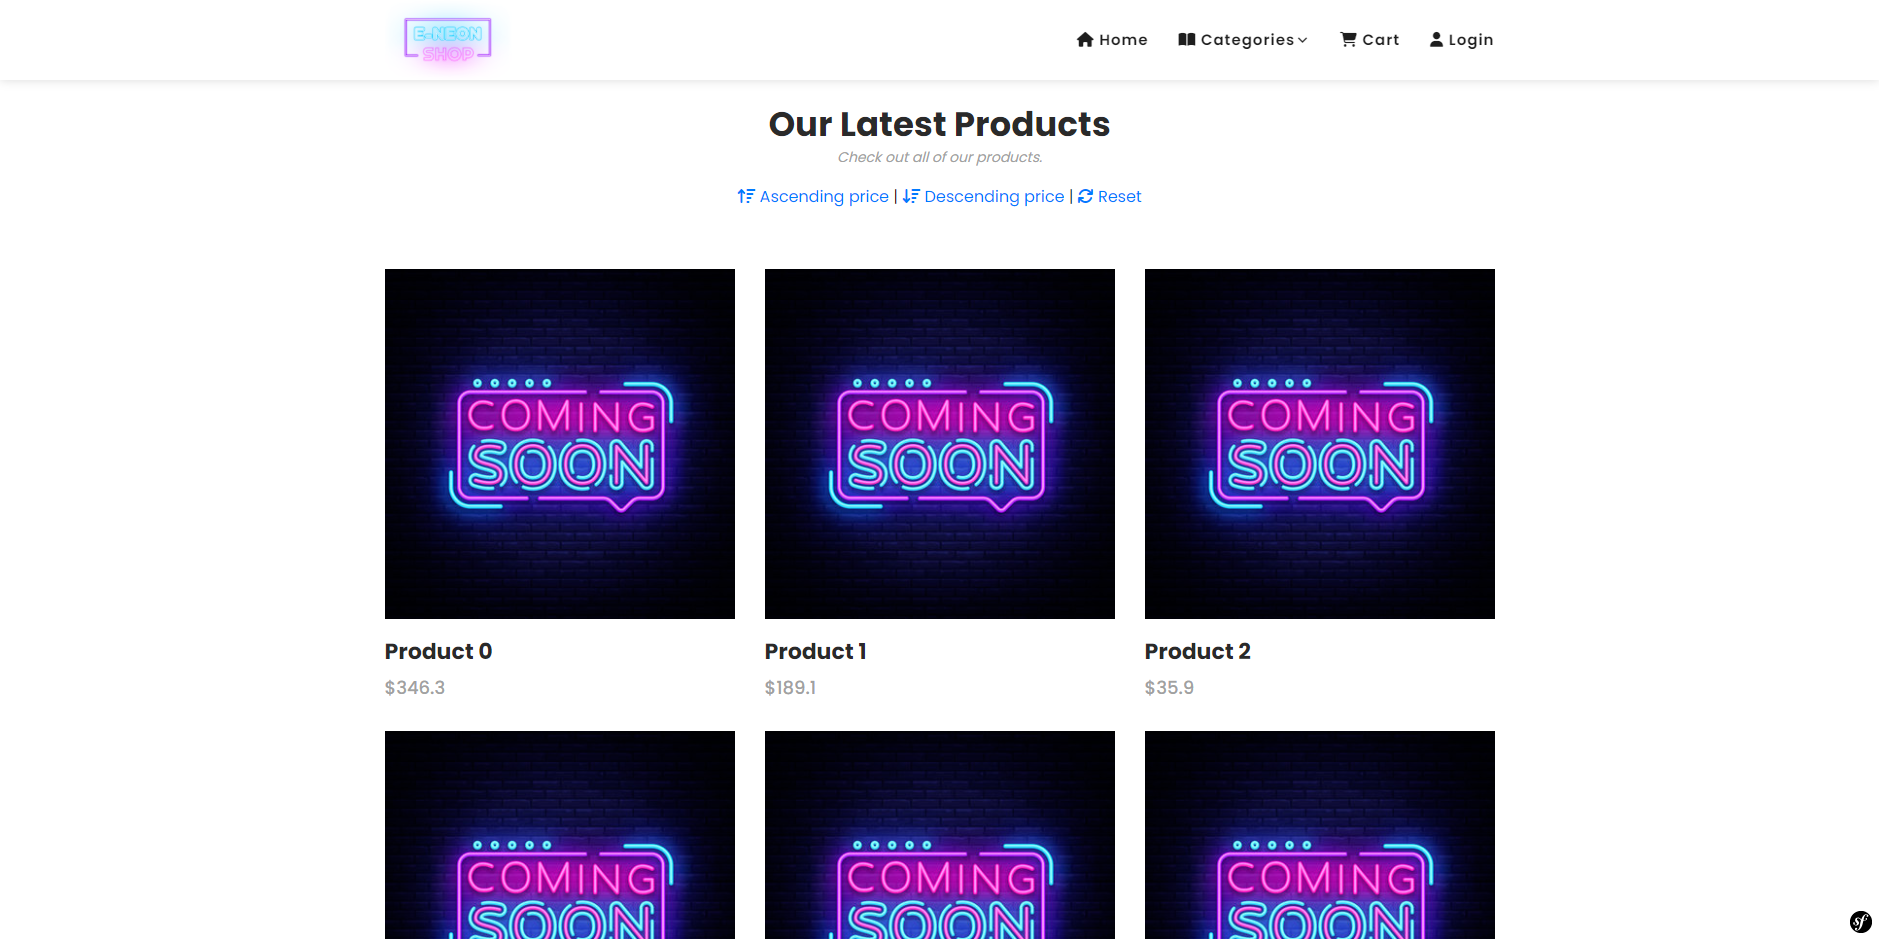 E-NEON
SHOP
Home
Categories
Cart
Login
Our Latest Products
Check out all of our products.
Ascending price | Descending price | Reset
COMING
SOON
COMING
SOON
COMING
SOON
Product 0
Product 1
Product 2
$346.3
$189.1
$35.9
COMING
SOON
COMING
SOON
COMING
SOON
sf